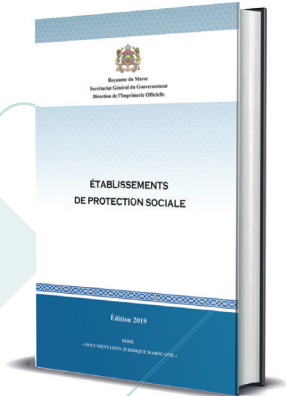 Royaume du Maroc
Secrétariat Général du Gouvernement
Direction de l'Imprimerie Officielle
ÉTABLISSEMENTS
DE PROTECTION SOCIALE
Édition 2019
SÉRIE
« DOCUMENTATION JURIDIQUE MAROCAINE »